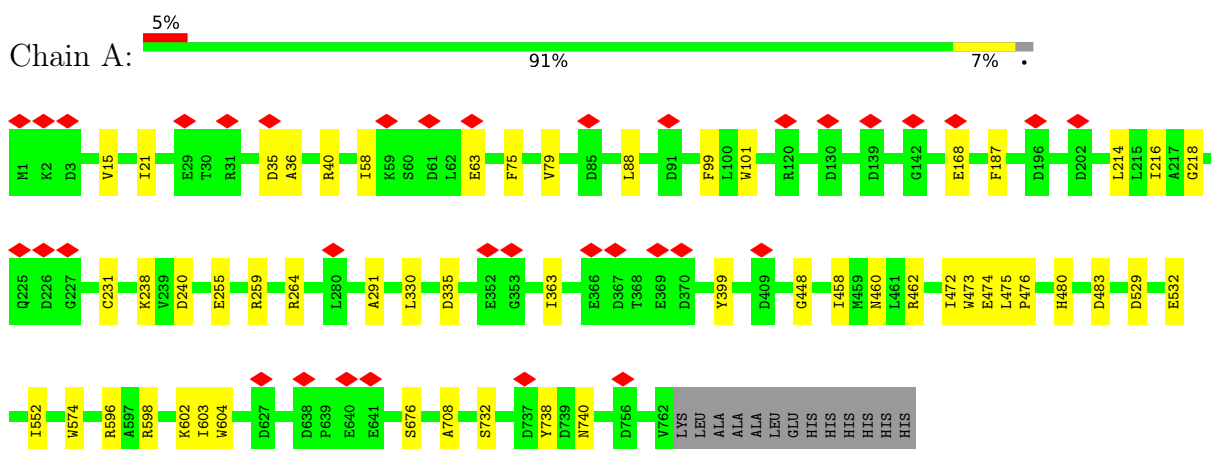 5%
Chain A:
91% 7% •
M1 K2 D3 V15 I21 E29 T30 R31 D35 A36 R40 I58 K59 S60 D61 L62 E63 F75 V79 D85 L88 D91 F99 L100 W101 R120 D130 D139 G142 E168 F187 D196 D202 L214 L215 I216 A217 G218
Q225 D226 G227 C231 K238 V239 D240 E255 R259 R264 L280 A291 L330 D335 E352 G353 I363 E366 D367 T368 E369 D370 Y399 D409 G448 I458 M459 N460 L461 R462 I472 W473 E474 L475 P476 H480 D483 D529 E532
I552 W574 R596 A597 R598 K602 I603 W604 D627 D638 P639 E640 E641 S676 A708 S732 D737 Y738 D739 N740 D756 V762 LYS LEU ALA ALA ALA LEU GLU HIS HIS HIS HIS HIS HIS